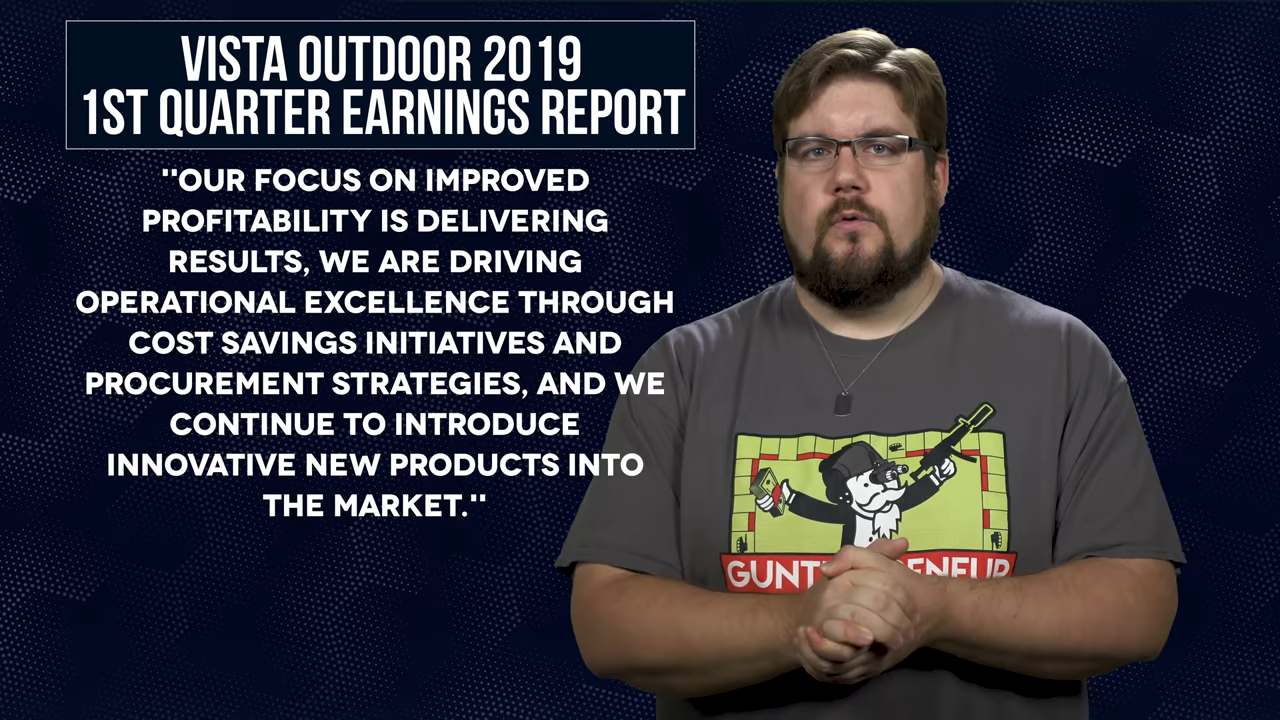 VISTA OUTDOOR 2019
1ST QUARTER EARNINGS REPORT
"OUR FOCUS ON IMPROVED
PROFITABILITY IS DELIVERING
RESULTS, WE ARE DRIVING
OPERATIONAL EXCELLENCE THROUGH
COST SAVINGS INITIATIVES AND
PROCUREMENT STRATEGIES, AND WE
CONTINUE TO INTRODUCE
INNOVATIVE NEW PRODUCTS INTO
THE MARKET."